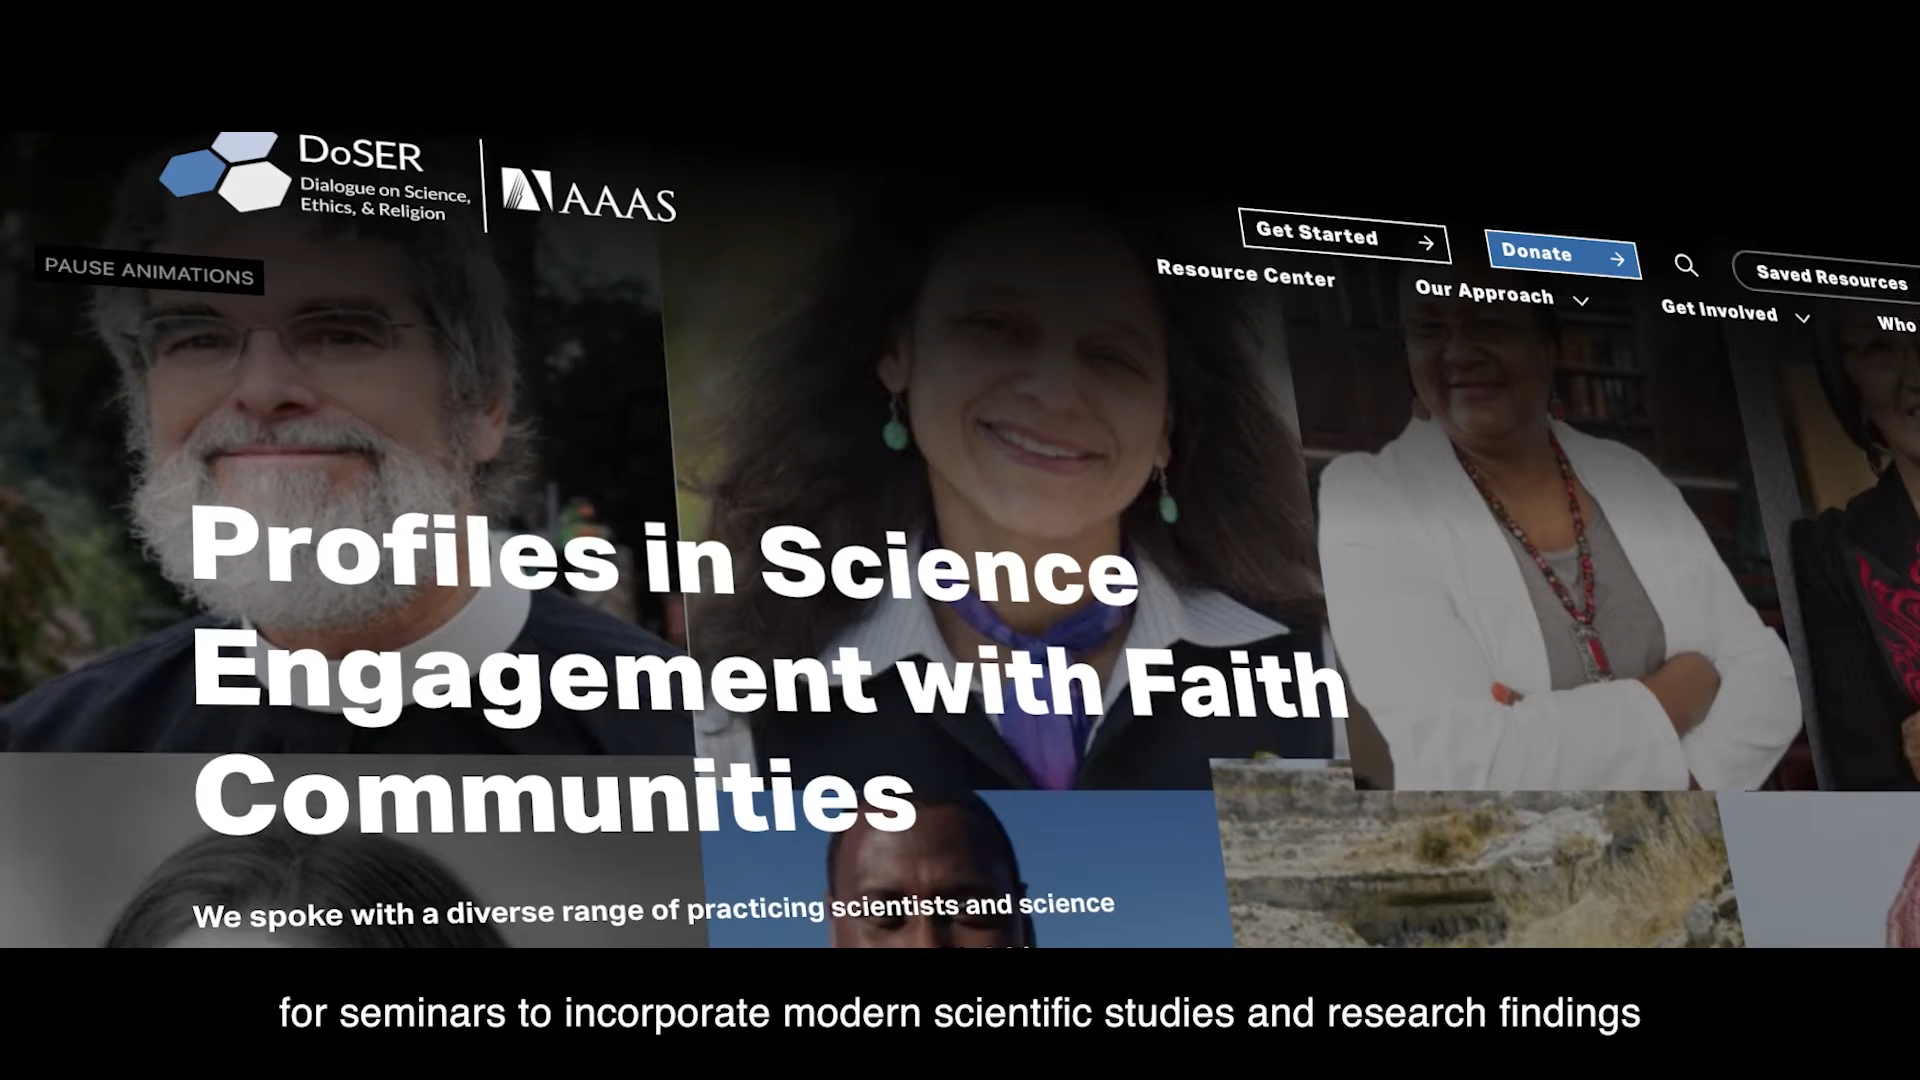 DoSER
Dialogue on Science,
Ethics, & Religion
AAAS
Get Started
Donate
Saved Resources
PAUSE ANIMATIONS
Resource Center
Our Approach
Get Involved
Who
Profiles in Science
Engagement with Faith
Communities
We spoke with a diverse range of practicing scientists and science
for seminars to incorporate modern scientific studies and research findings